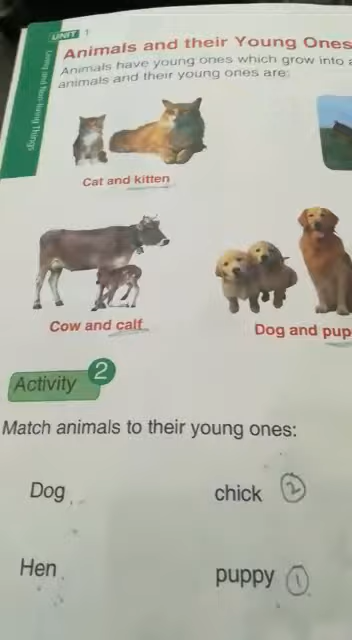 UNIT 1
Living and Non-living Things
Animals and their Young Ones
Animals have young ones which grow into
animals and their young ones are:
Cat and kitten
Cow and calf
Dog and pup
Activity 2
Match animals to their young ones:
Dog chick 2
Hen puppy 1